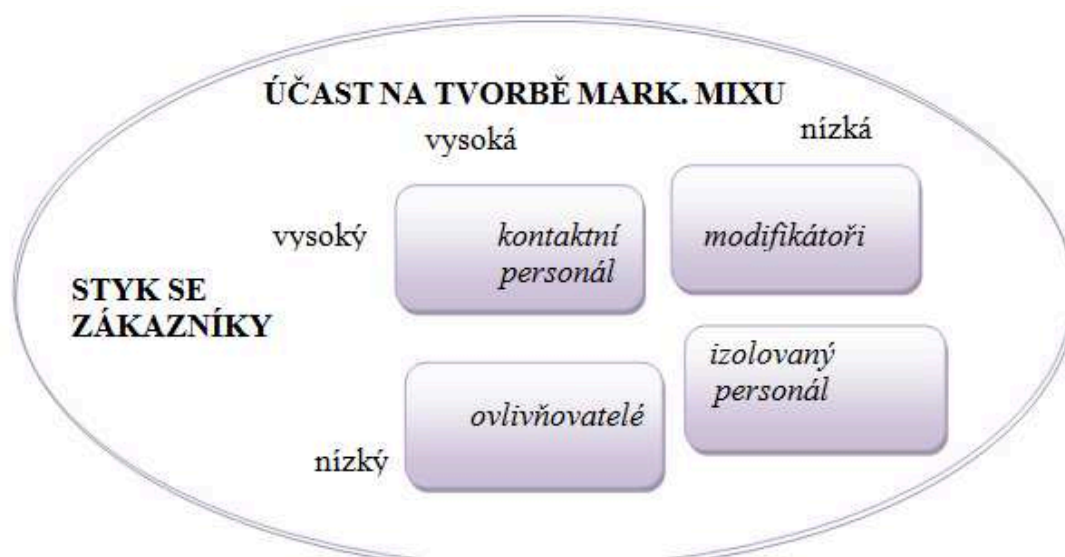 ÚČAST NA TVORBĚ MARK. MIXU
vysoká
nízká
vysoký
kontaktní
personál
modifikátoři
STYK SE
ZÁKAZNÍKY
izolovaný
personál
ovlivňovatelé
nízký